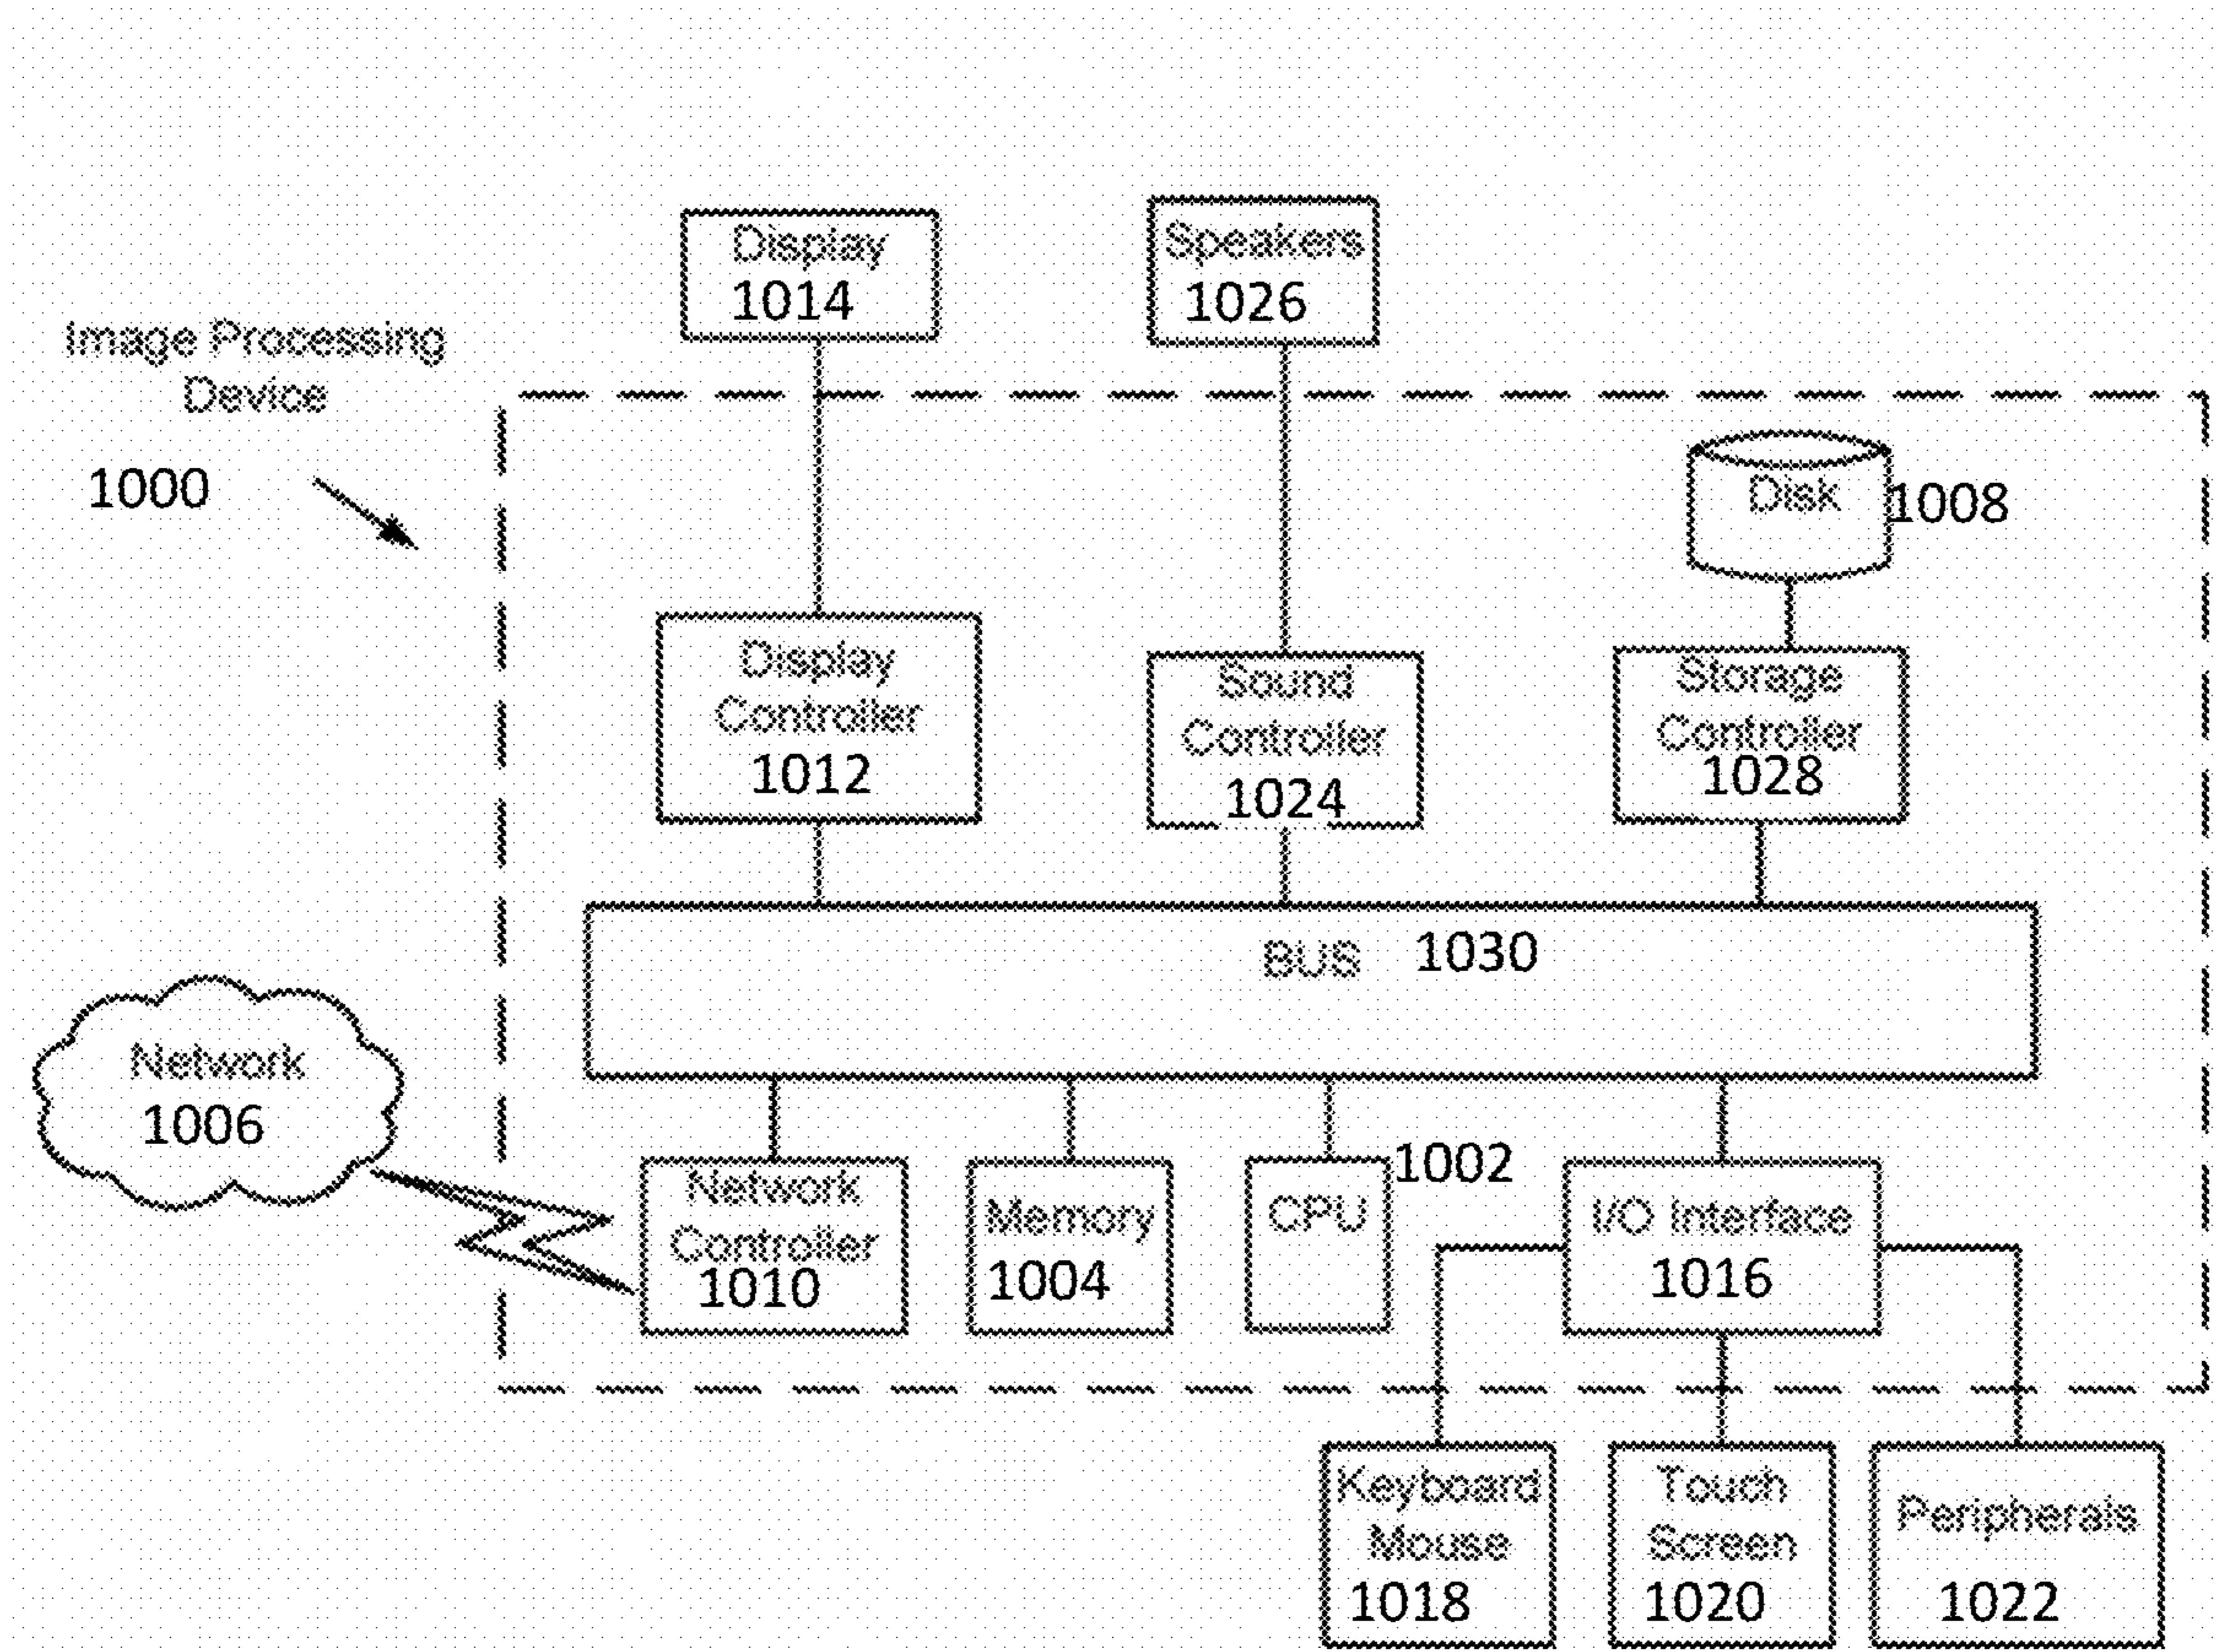 Display
1014
Speakers
1026
Image Processing
Device
1000
Disk
1008
Display
Controller
1012
Sound
Controller
1024
Storage
Controller
1028
BUS 1030
Network
1006
Network
Controller
1010
Memory
1004
1002
CPU
I/O Interface
1016
Keyboard
Mouse
1018
Touch
Screen
1020
Peripherals
1022